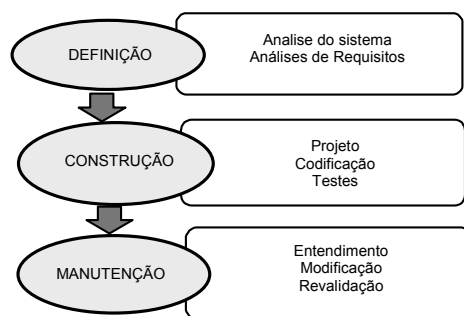 DEFINIÇÃO
Analise do sistema
Análises de Requisitos
CONSTRUÇÃO
Projeto
Codificação
Testes
MANUTENÇÃO
Entendimento
Modificação
Revalidação